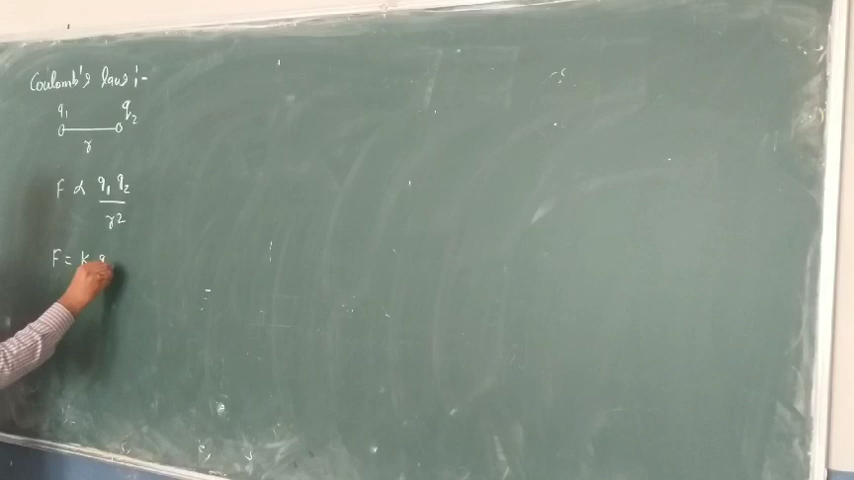 Coulomb's law :-
q₁ q₂
r
F ∝ q₁ q₂
r2
F = K q